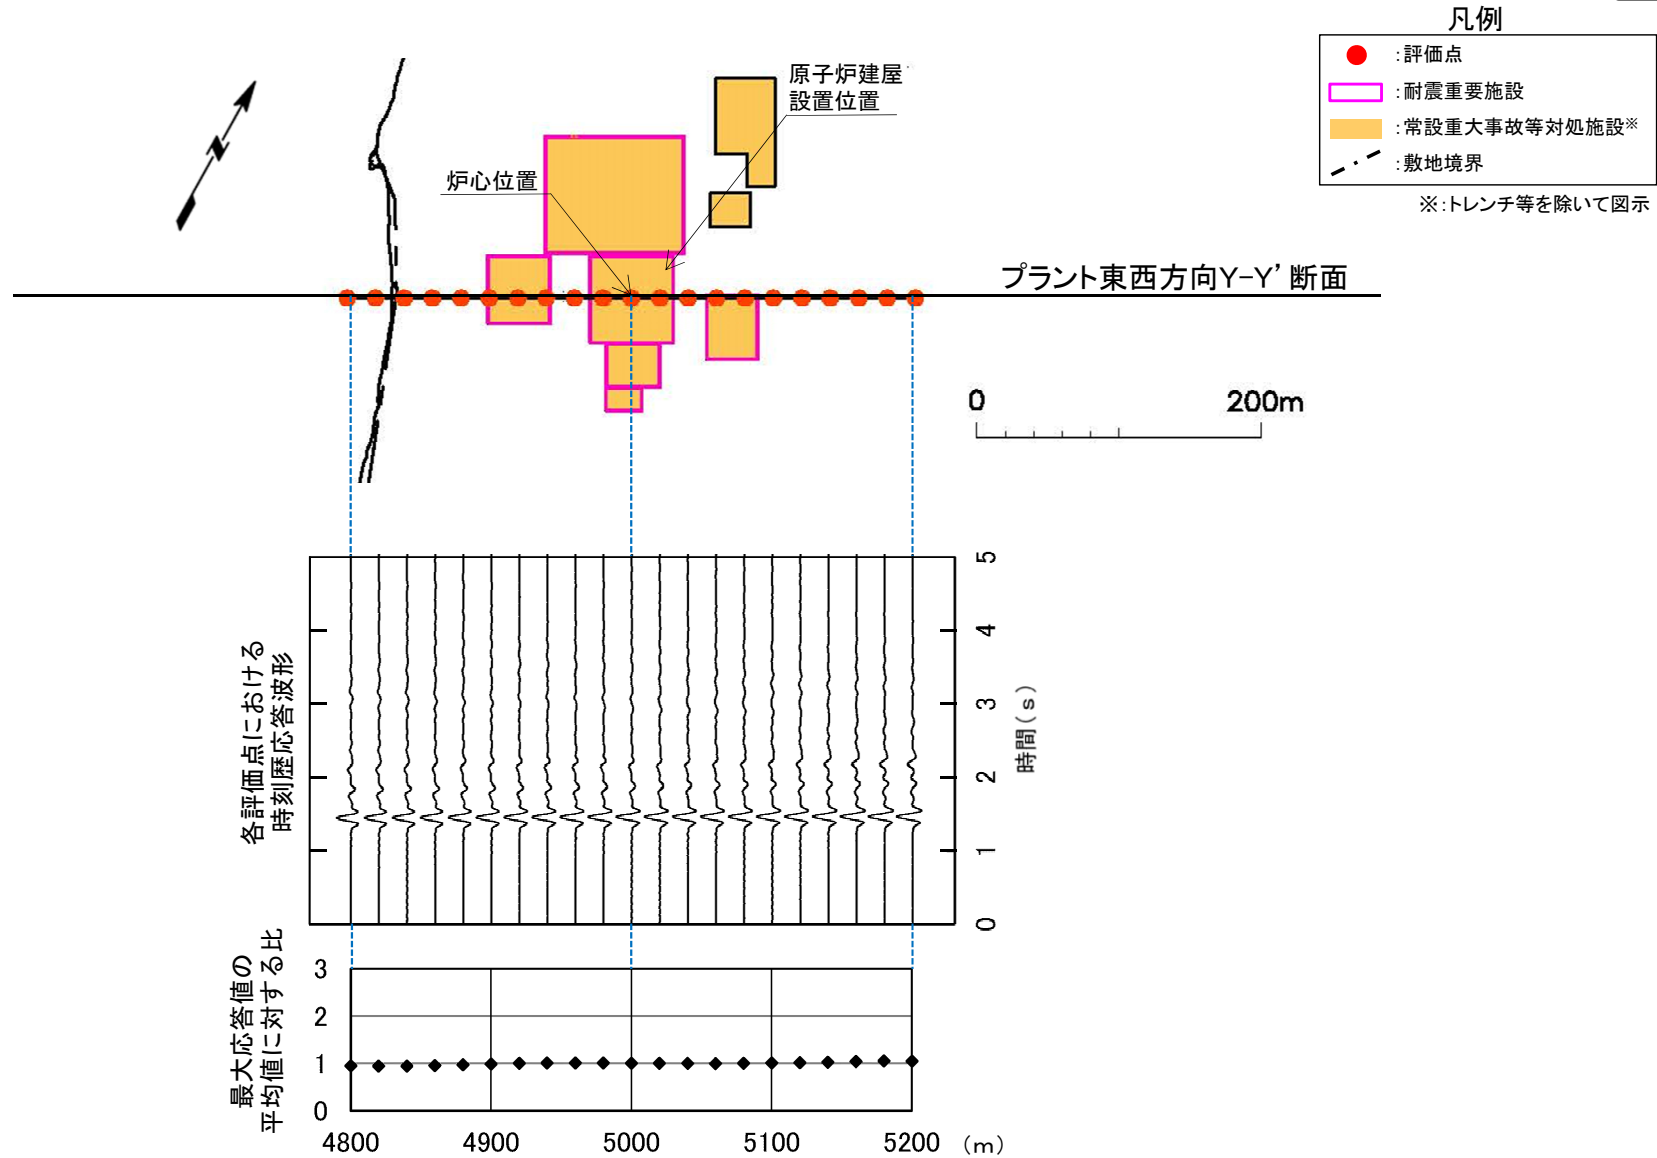 凡例
:評価点
:耐震重要施設
:常設重大事故等対処施設※
:敷地境界
※:トレンチ等を除いて図示
原子炉建屋
設置位置
炉心位置
N
プラント東西方向Y-Y’断面
0 200m
各評価点における
時刻歴応答波形
5
4
3
2
1
0
時間(s)
最大応答値の
平均値に対する比
3
2
1
0
4800 4900 5000 5100 5200 (m)